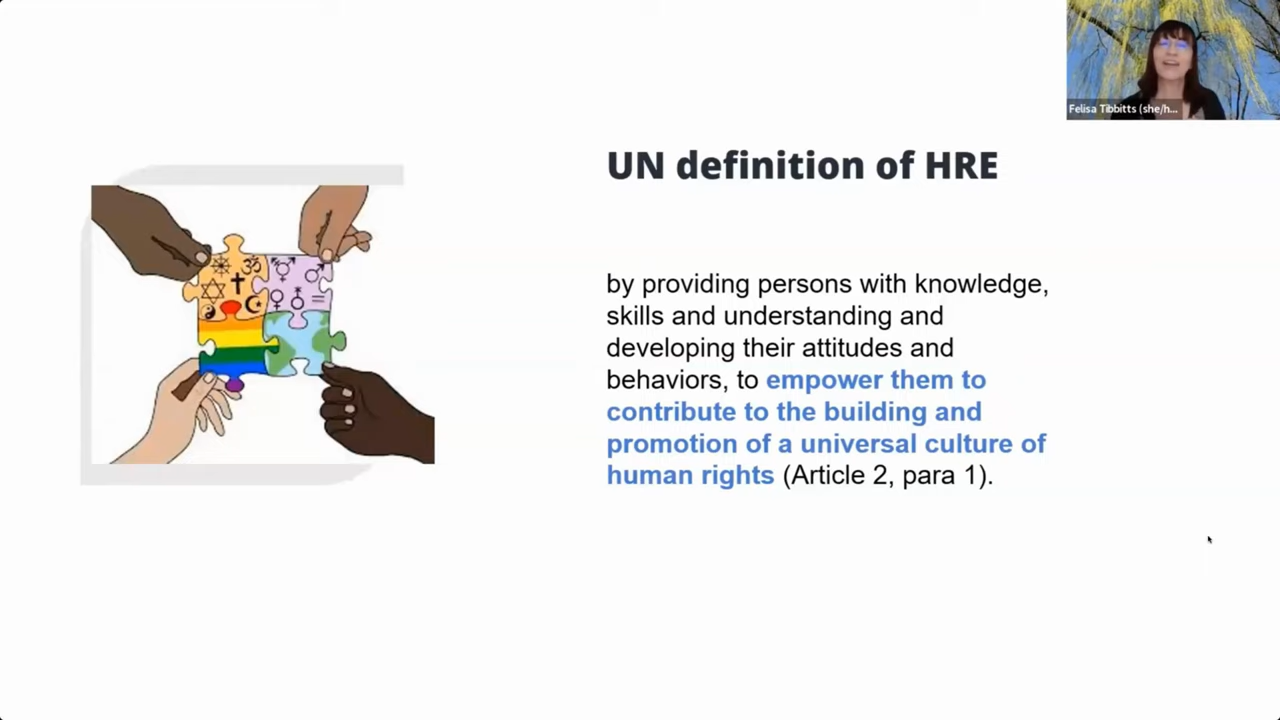 Felisa Tibbitts (she/h...
UN definition of HRE
by providing persons with knowledge,
skills and understanding and
developing their attitudes and
behaviors, to empower them to
contribute to the building and
promotion of a universal culture of
human rights (Article 2, para 1).